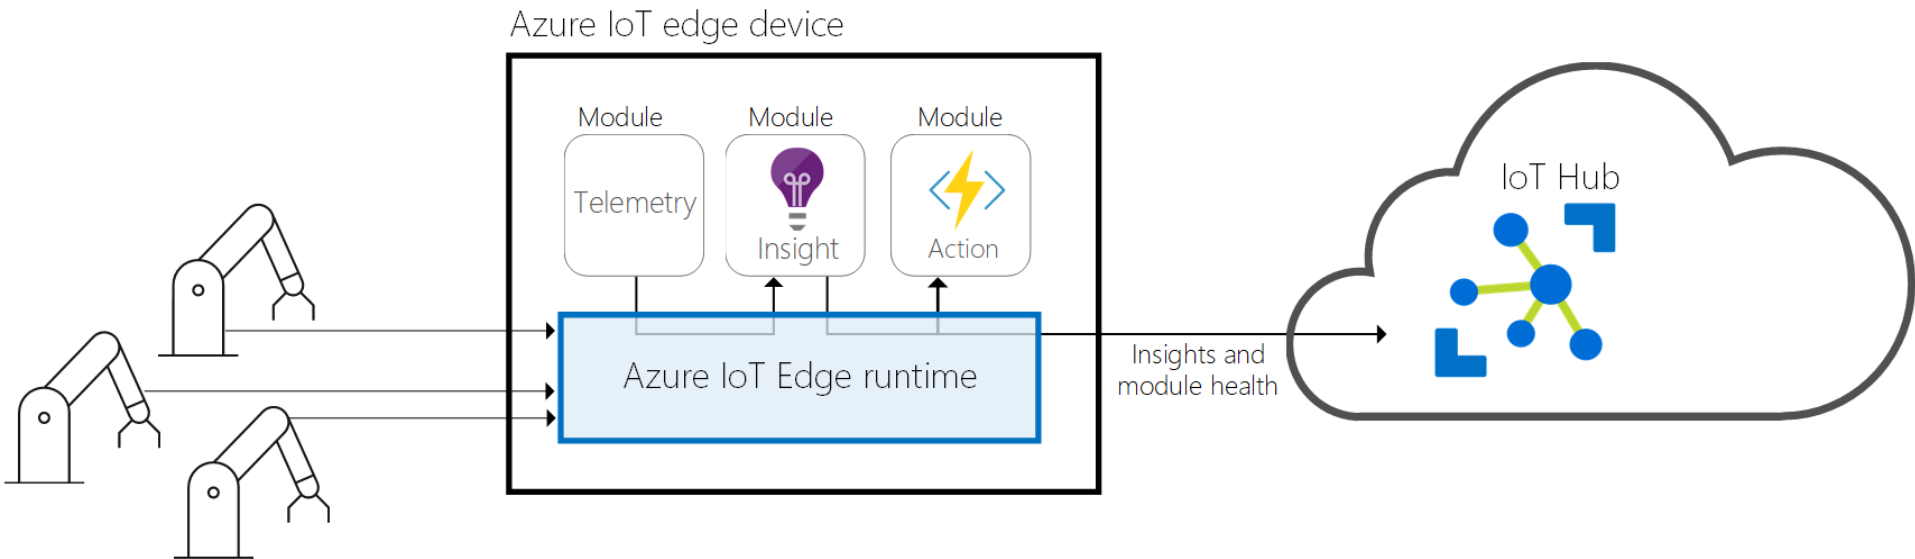 Azure IoT edge device
Module
Module
Module
Telemetry
Insight
Action
Azure IoT Edge runtime
Insights and
module health
IoT Hub